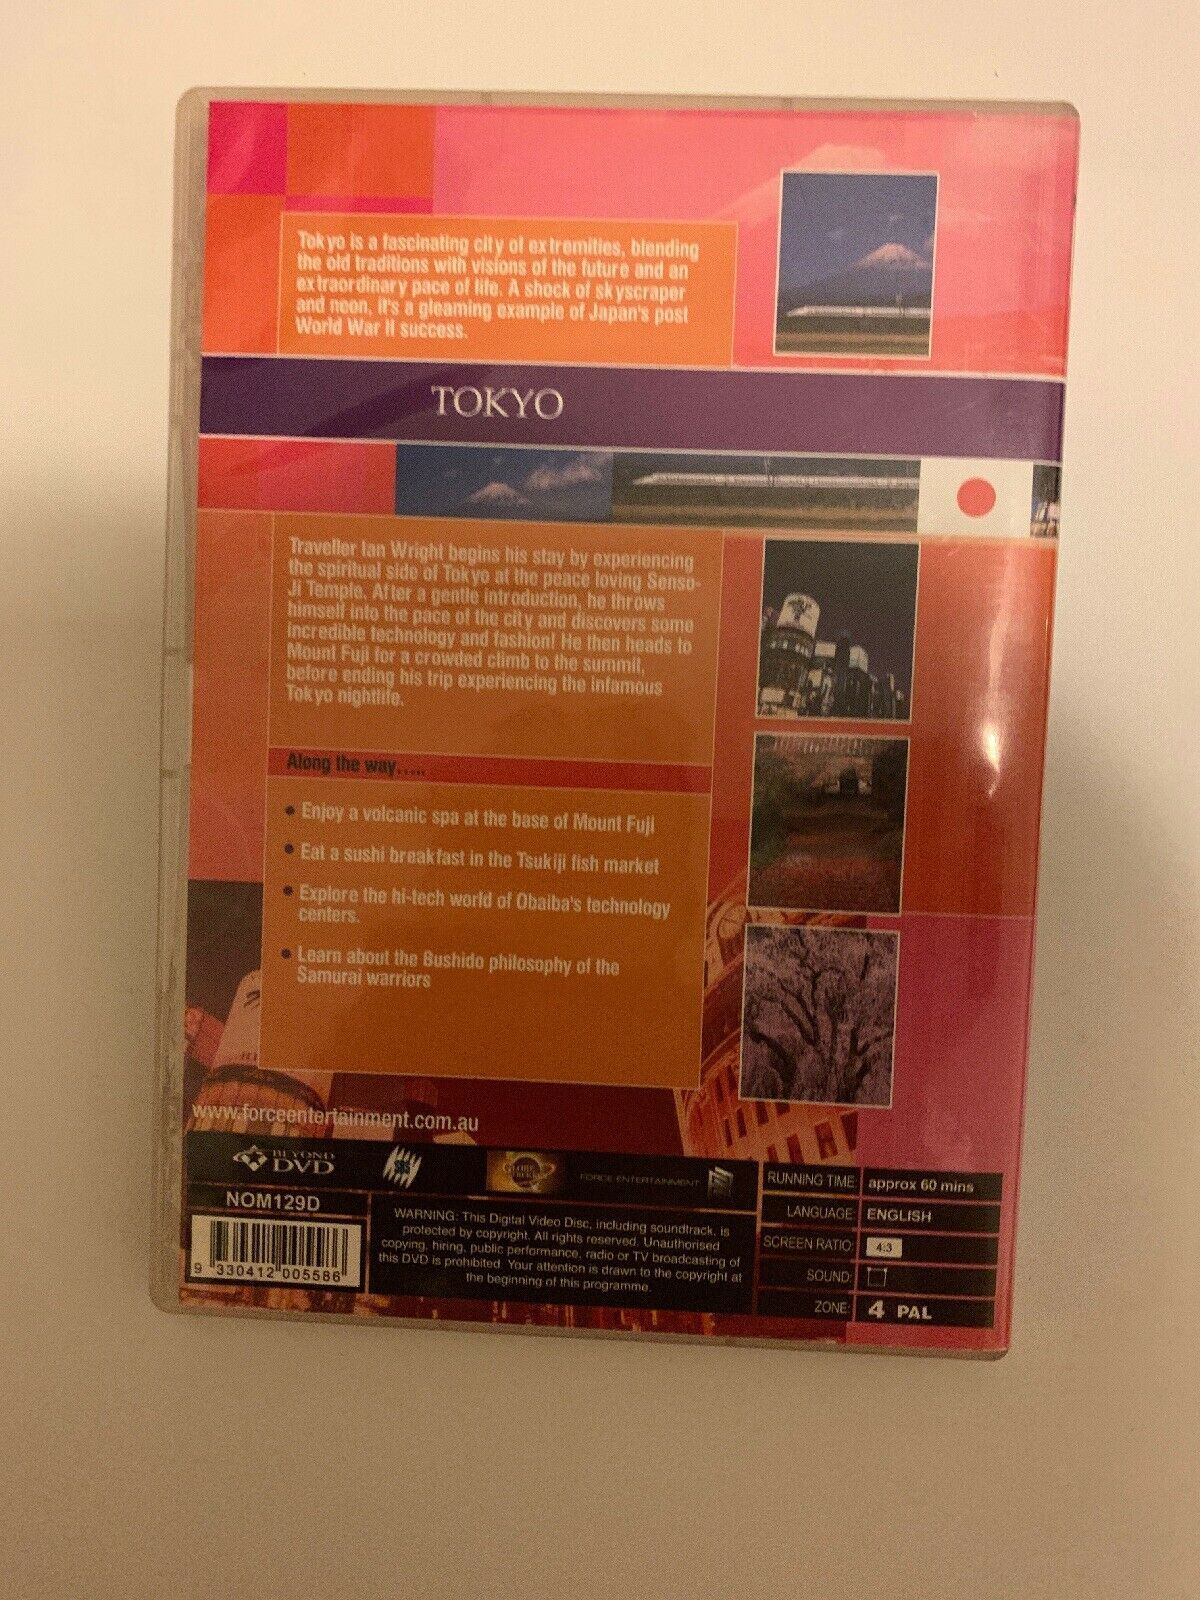 Tokyo is a fascinating city of extremities, blending
the old traditions with visions of the future and an
extraordinary pace of life. A shock of skyscraper
and neon, it's a gleaming example of Japan's post
World War II success.
TOKYO
Traveller Ian Wright begins his stay by experiencing
the spiritual side of Tokyo at the peace loving Senso-
Ji Temple. After a gentle introduction, he throws
himself into the pace of the city and discovers some
incredible technology and fashion! He then heads to
Mount Fuji for a crowded climb to the summit,
before ending his trip experiencing the infamous
Tokyo nightlife.
Along the way.....
• Enjoy a volcanic spa at the base of Mount Fuji
• Eat a sushi breakfast in the Tsukiji fish market
• Explore the hi-tech world of Obaiba's technology
centers.
• Learn about the Bushido philosophy of the
Samurai warriors
www.forceentertainment.com.au
BEYOND
DVD
SBS
GLOBE
TREKKER
FORCE ENTERTAINMENT
NOM129D
9 330412 005586
WARNING: This Digital Video Disc, including soundtrack, is
protected by copyright. All rights reserved. Unauthorised
copying, hiring, public performance, radio or TV broadcasting of
this DVD is prohibited. Your attention is drawn to the copyright at
the beginning of this programme.
RUNNING TIME: approx 60 mins
LANGUAGE: ENGLISH
SCREEN RATIO: 4:3
SOUND:
ZONE: 4 PAL